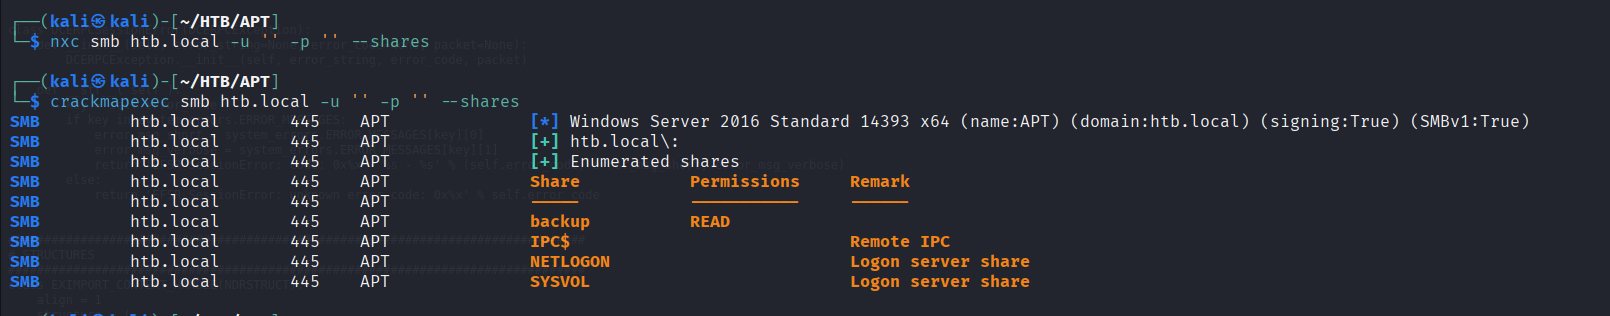 ┌──(kali㉿kali)-[~/HTB/APT]
└─$ nxc smb htb.local -u '' -p '' --shares
┌──(kali㉿kali)-[~/HTB/APT]
└─$ crackmapexec smb htb.local -u '' -p '' --shares
SMB htb.local 445 APT [*] Windows Server 2016 Standard 14393 x64 (name:APT) (domain:htb.local) (signing:True) (SMBv1:True)
SMB htb.local 445 APT [+] htb.local\:
SMB htb.local 445 APT [+] Enumerated shares
SMB htb.local 445 APT Share Permissions Remark
SMB htb.local 445 APT ----- ----------- ------
SMB htb.local 445 APT backup READ
SMB htb.local 445 APT IPC$ Remote IPC
SMB htb.local 445 APT NETLOGON Logon server share
SMB htb.local 445 APT SYSVOL Logon server share